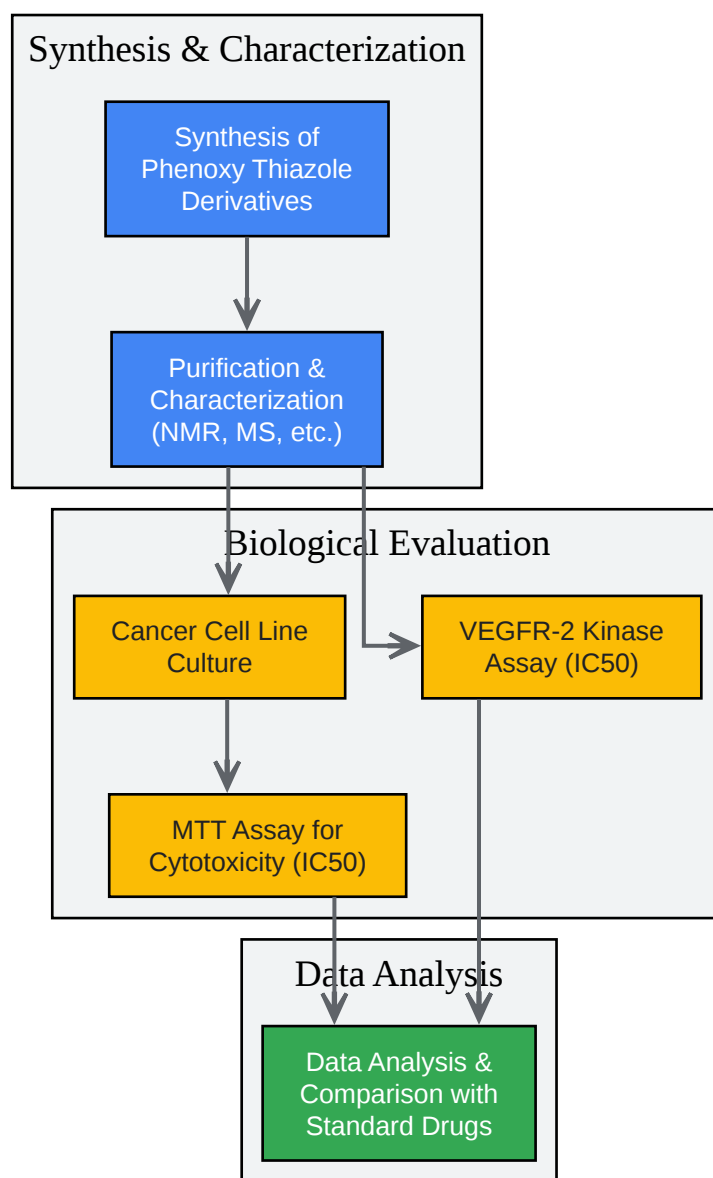 Synthesis & Characterization
Synthesis of
Phenoxy Thiazole
Derivatives
Purification &
Characterization
(NMR, MS, etc.)
Biological Evaluation
Cancer Cell Line
Culture
VEGFR-2 Kinase
Assay (IC50)
MTT Assay for
Cytotoxicity (IC50)
Data Analysis
Data Analysis &
Comparison with
Standard Drugs